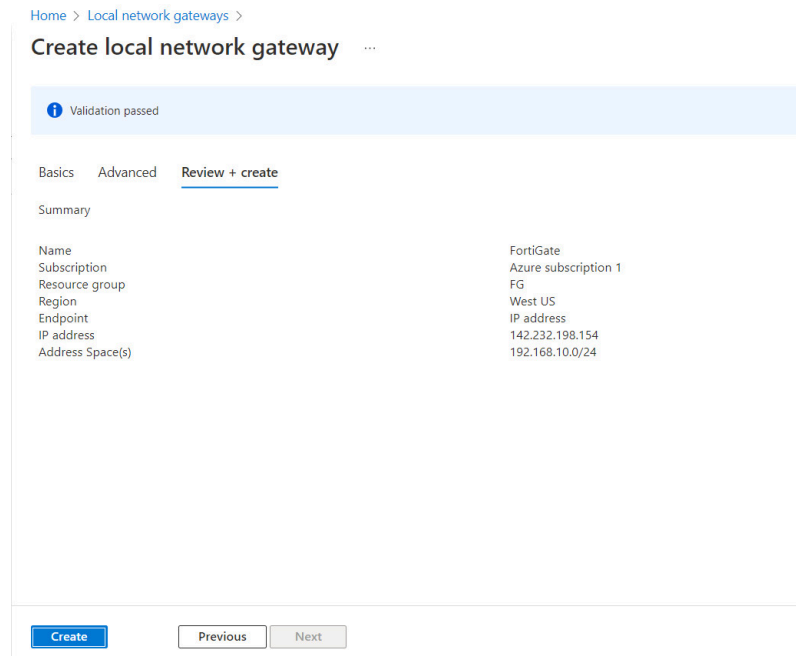 Home > Local network gateways >
Create local network gateway ...
Validation passed
Basics Advanced Review + create
Summary
Name FortiGate
Subscription Azure subscription 1
Resource group FG
Region West US
Endpoint IP address
IP address 142.232.198.154
Address Space(s) 192.168.10.0/24
Create Previous Next